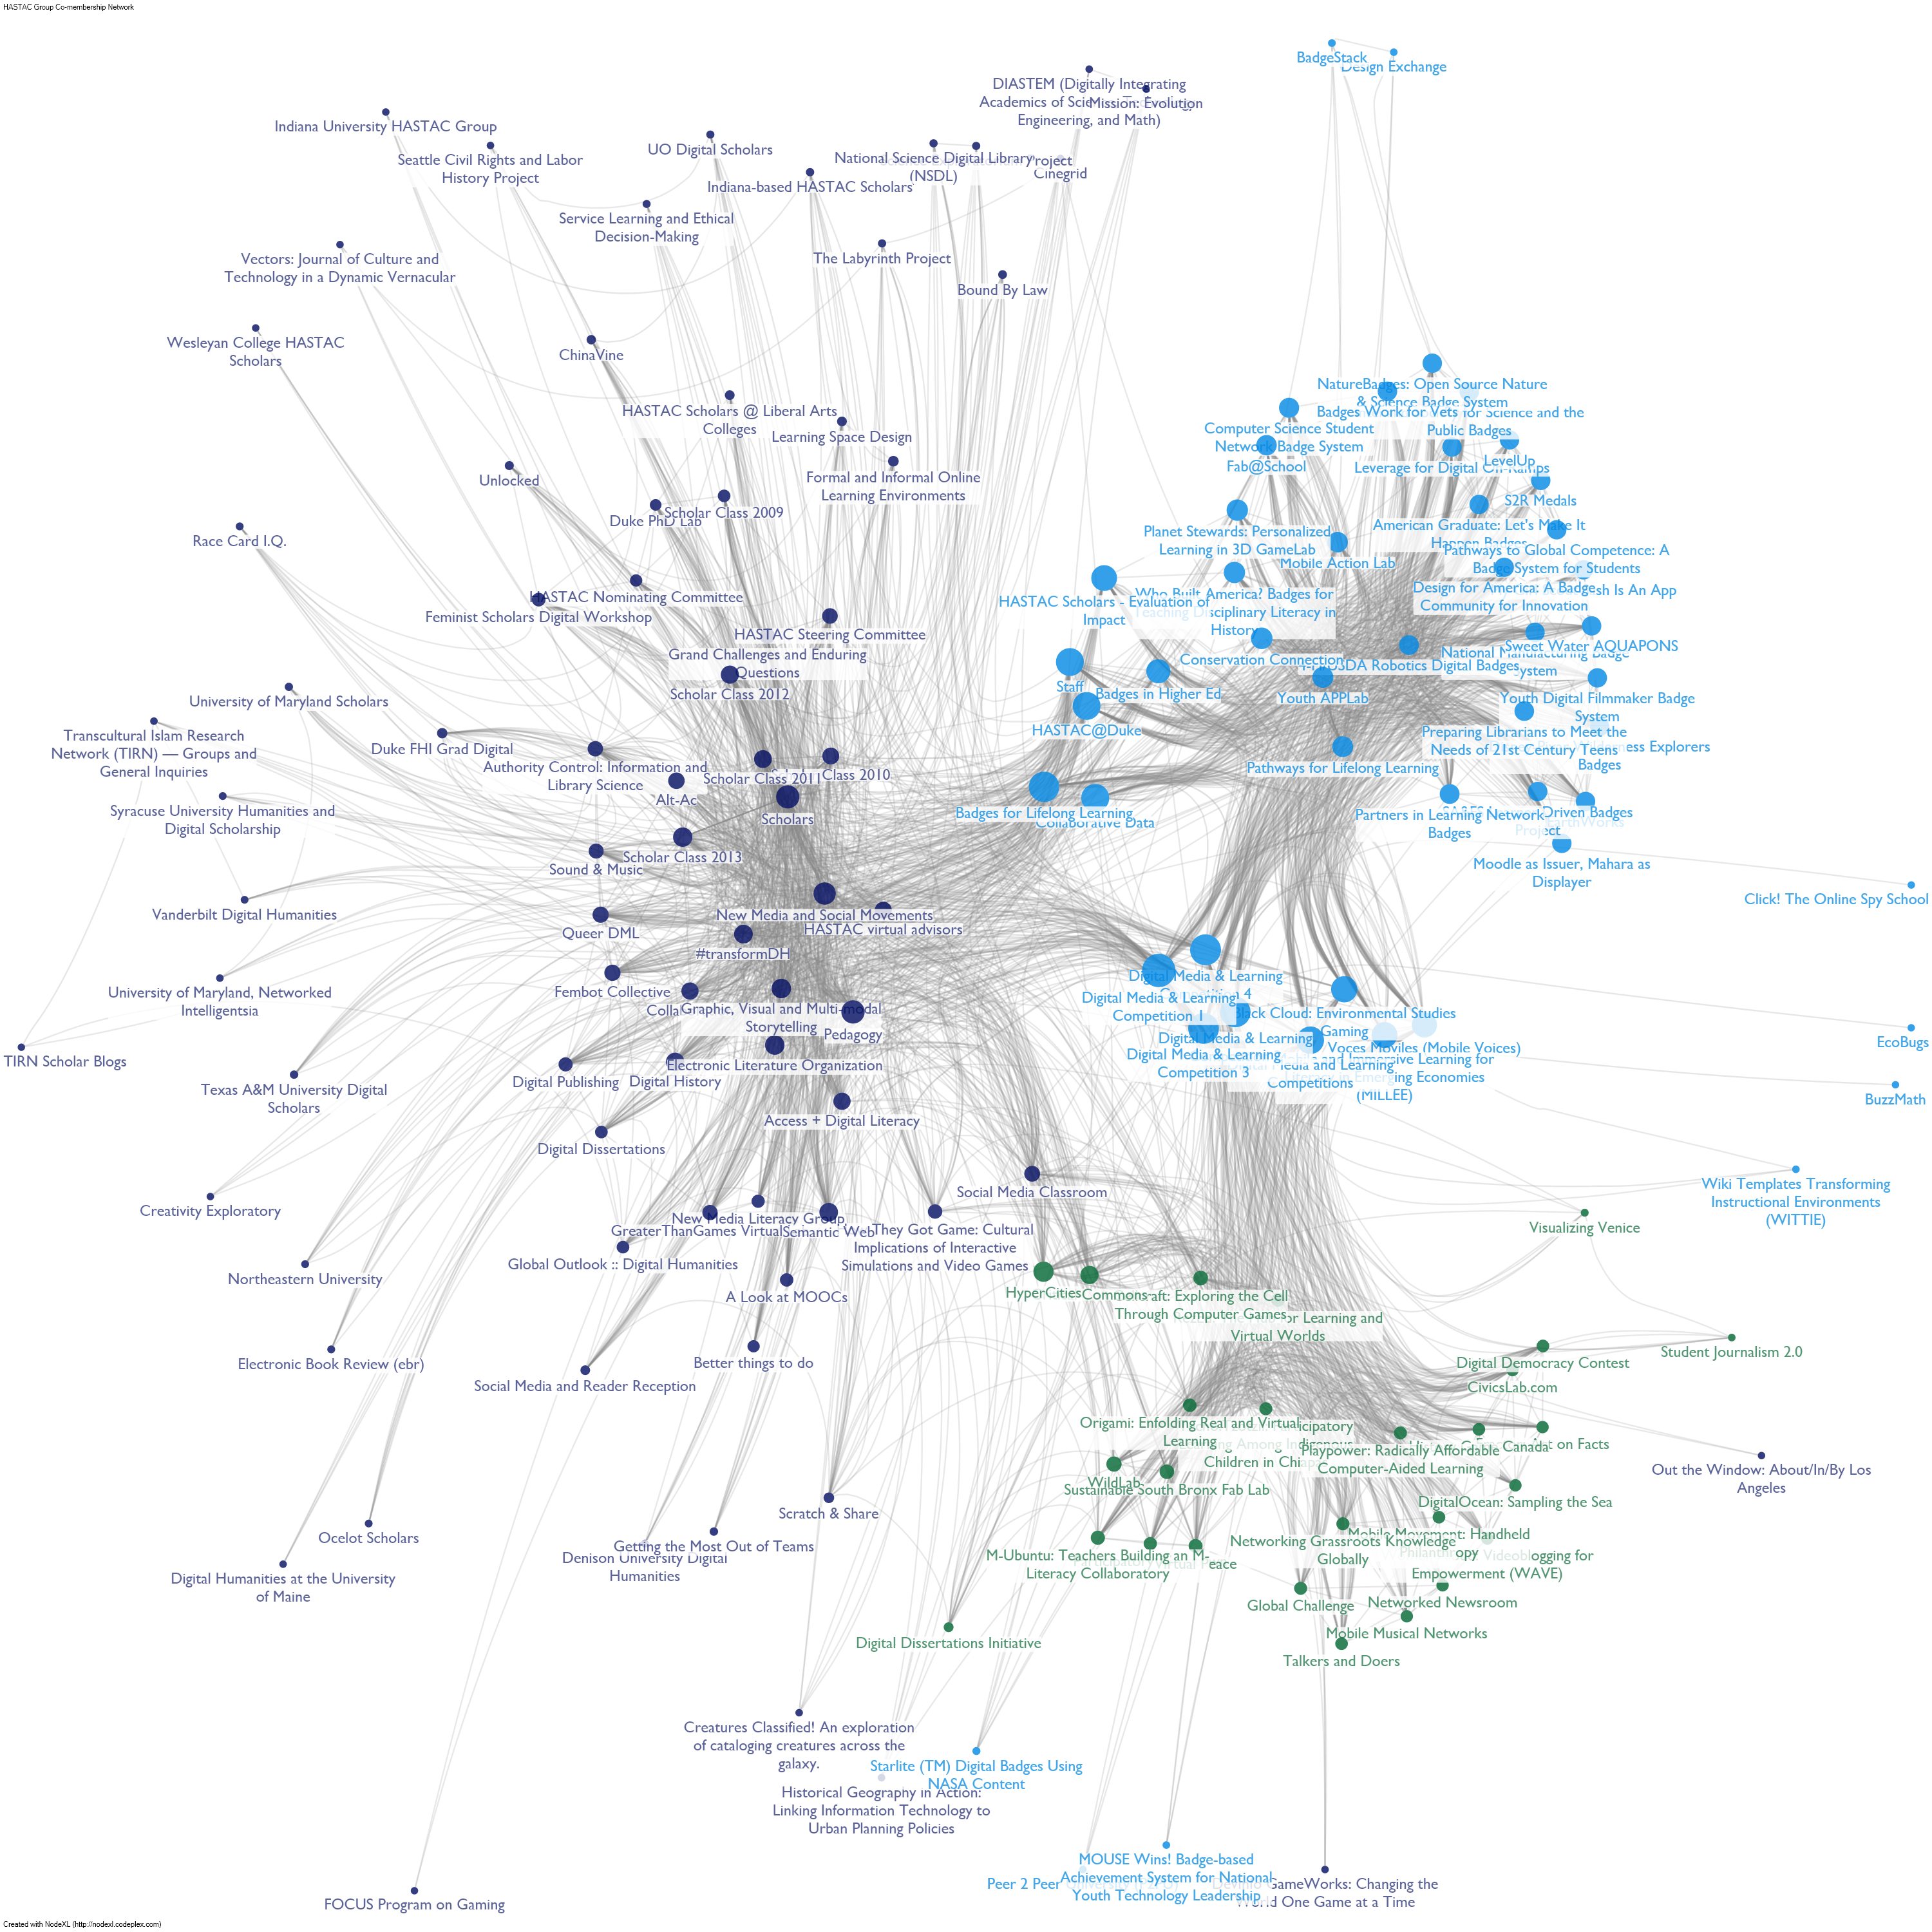 HASTAC Group Co-membership Network
BadgeStack
Design Exchange
DIASTEM (Digitally Integrating
Academics of
Mission: Evolution
Engineering, and Math)
Indiana University HASTAC Group
Seattle Civil Rights and Labor
History Project
UO Digital Scholars
National Science Digital Library
(NSDL)
Cinegrid
Indiana-based HASTAC Scholars
Service Learning and Ethical
Decision-Making
Vectors: Journal of Culture and
Technology in a Dynamic Vernacular
The Labyrinth Project
Bound By Law
Wesleyan College HASTAC
Scholars
ChinaVine
NatureBadges: Open Source Nature
& Science Badge System
Badges Work for Vets for Science and the
Public Badges
HASTAC Scholars @ Liberal Arts
Colleges
Learning Space Design
Computer Science Student
Network Badge System
Fab@School
LevelUp
Leverage for Digital On-Ramps
Unlocked
Formal and Informal Online
Learning Environments
S2R Medals
Scholar Class 2009
Duke PhD Lab
American Graduate: Let's Make It
Happen Badges
Race Card I.Q.
Planet Stewards: Personalized
Learning in 3D GameLab
Mobile Action Lab
Pathways to Global Competence: A
Badge System for Students
Design for America: A Badge
Community for Innovation
sh Is An App
HASTAC Nominating Committee
Feminist Scholars Digital Workshop
HASTAC Scholars - Evaluation of
Impact
Who Built America? Badges for
Teaching Disciplinary Literacy in
History
HASTAC Steering Committee
Grand Challenges and Enduring
Questions
Scholar Class 2012
Conservation Connection
USDA Robotics Digital Badges
Sweet Water AQUAPONS
National Manufacturing Badge
System
Staff
Badges in Higher Ed
Youth APPLab
Youth Digital Filmmaker Badge
System
HASTAC@Duke
University of Maryland Scholars
Preparing Librarians to Meet the
Needs of 21st Century Teens
Explorers
Badges
Transcultural Islam Research
Network (TIRN) — Groups and
General Inquiries
Duke FHI Grad Digital
Authority Control: Information and
Library Science
Scholar Class 2011
Class 2010
Pathways for Lifelong Learning
Alt-Ac
Scholars
Badges for Lifelong Learning
Collaborative Data
Syracuse University Humanities and
Digital Scholarship
Partners in Learning Network
Badges
Driven Badges
EarthWorks
Project
Scholar Class 2013
Sound & Music
Moodle as Issuer, Mahara as
Displayer
Click! The Online Spy School
Vanderbilt Digital Humanities
New Media and Social Movements
HASTAC virtual advisors
Queer DML
#transformDH
Digital Media & Learning
4
Fembot Collective
University of Maryland, Networked
Intelligentsia
Graphic, Visual and Multi-modal
Storytelling
Pedagogy
Digital Media & Learning
Competition 1
Black Cloud: Environmental Studies
Gaming
Digital Media & Learning
Digital Media & Learning
Competition 3
Voces Moviles (Mobile Voices)
and Immersive Learning for
Media and Learning
Competitions
Literacy in Emerging Economies
(MILLEE)
EcoBugs
TIRN Scholar Blogs
Electronic Literature Organization
Digital Publishing
Digital History
Texas A&M University Digital
Scholars
BuzzMath
Access + Digital Literacy
Digital Dissertations
Social Media Classroom
Wiki Templates Transforming
Instructional Environments
(WITTIE)
Creativity Exploratory
New Media Literacy Group
GreaterThanGames Virtual
Semantic Web
They Got Game: Cultural
Implications of Interactive
Simulations and Video Games
Visualizing Venice
Global Outlook :: Digital Humanities
Northeastern University
A Look at MOOCs
HyperCities
Commons
Exploring the Cell
Through Computer Games
for Learning and
Virtual Worlds
Electronic Book Review (ebr)
Better things to do
Social Media and Reader Reception
Digital Democracy Contest
Student Journalism 2.0
CivicsLab.com
Origami: Enfolding Real and Virtual
Learning
Participatory
Among Indigenous
Children in
Playpower: Radically Affordable
Computer-Aided Learning
Canada
on Facts
Out the Window: About/In/By Los
Angeles
WildLab
Sustainable South Bronx Fab Lab
DigitalOcean: Sampling the Sea
Scratch & Share
Mobile Movement: Handheld
Philanthropy
Networking Grassroots Knowledge
Globally
Videoblogging for
Empowerment (WAVE)
Ocelot Scholars
Getting the Most Out of Teams
Denison University Digital
Humanities
M-Ubuntu: Teachers Building an M-
Literacy Collaboratory
Participatory
Virtual Peace
Digital Humanities at the University
of Maine
Global Challenge
Networked Newsroom
Mobile Musical Networks
Digital Dissertations Initiative
Talkers and Doers
Creatures Classified! An exploration
of cataloging creatures across the
galaxy.
Starlite (TM) Digital Badges Using
NASA Content
Historical Geography in Action:
Linking Information Technology to
Urban Planning Policies
MOUSE Wins! Badge-based
Achievement System for National
Youth Technology Leadership
Peer 2 Peer
GameWorks: Changing the
World One Game at a Time
FOCUS Program on Gaming
Created with NodeXL (http://nodexl.codeplex.com)